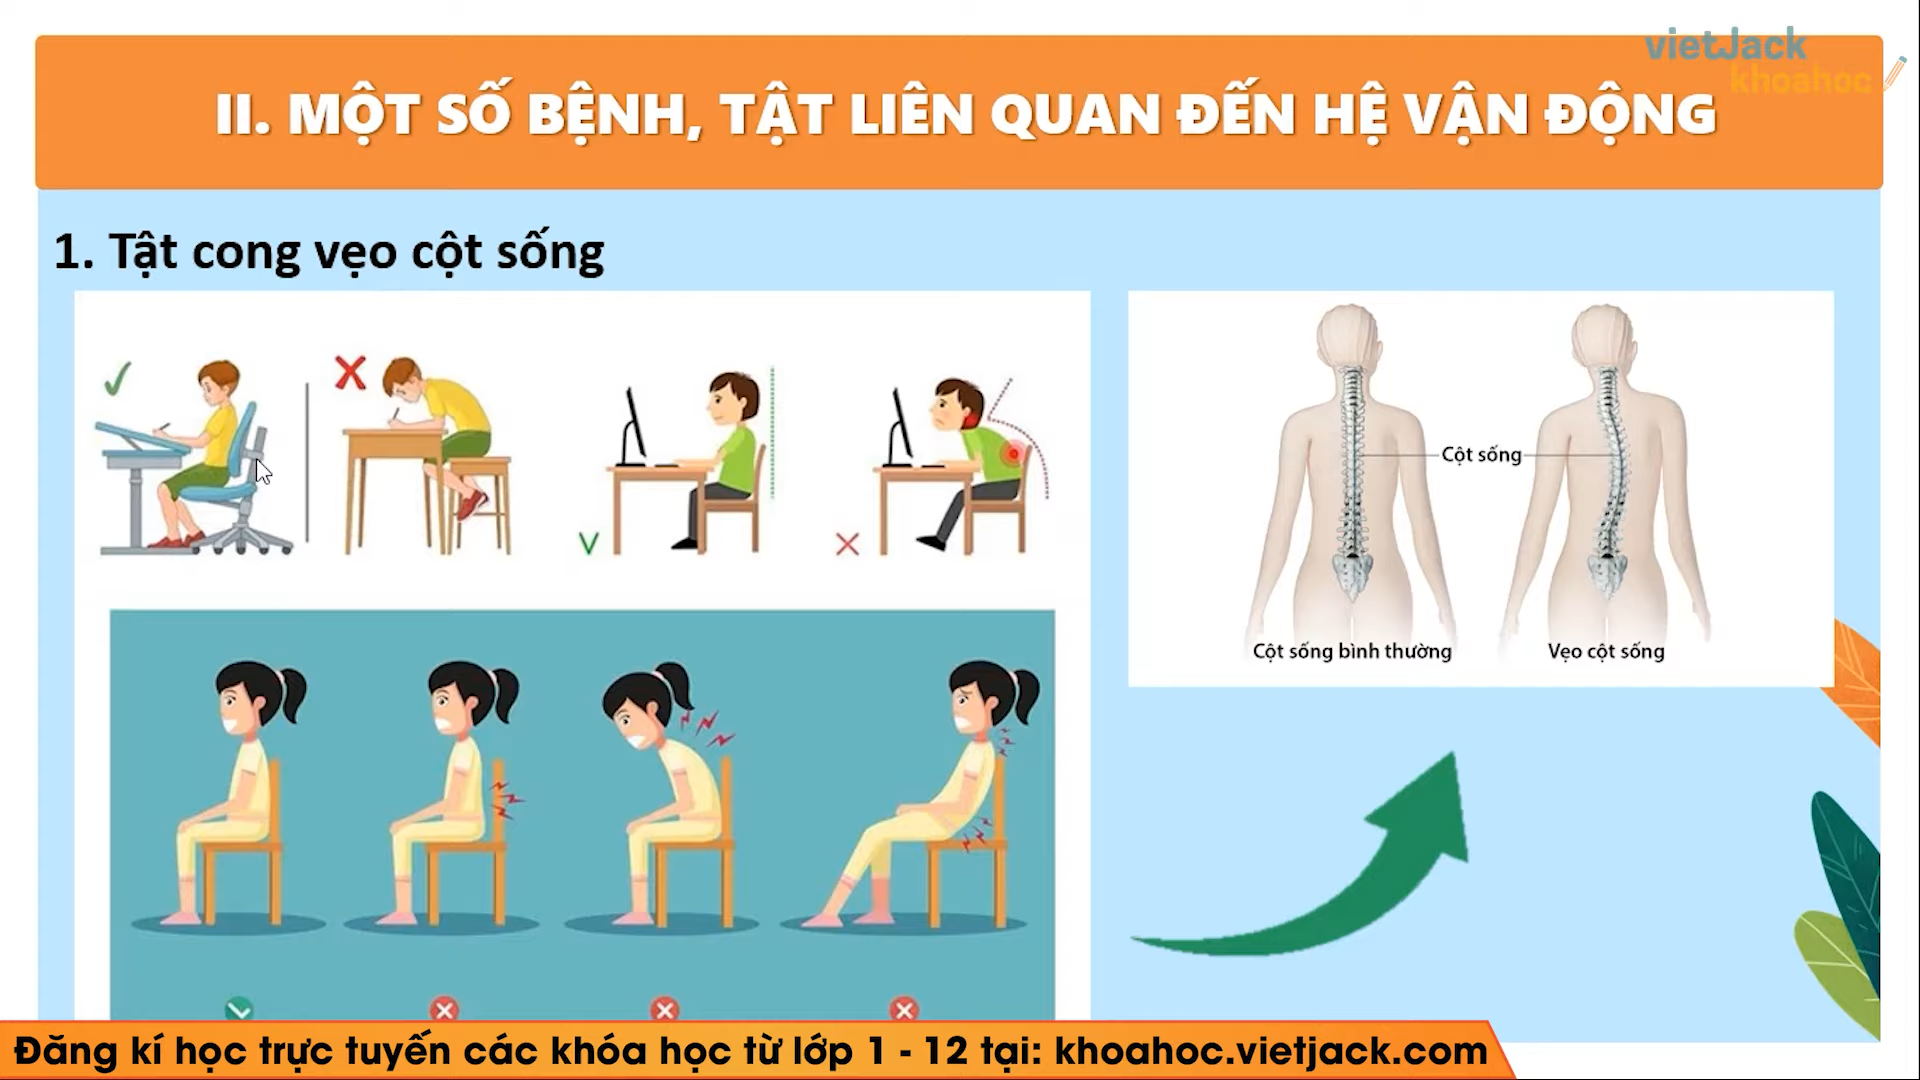 vietJack
khoahoc
II. MỘT SỐ BỆNH, TẬT LIÊN QUAN ĐẾN HỆ VẬN ĐỘNG
1. Tật cong vẹo cột sống
Cột sống
Cột sống bình thường
Vẹo cột sống
Đăng kí học trực tuyến các khóa học từ lớp 1 - 12 tại: khoahoc.vietjack.com